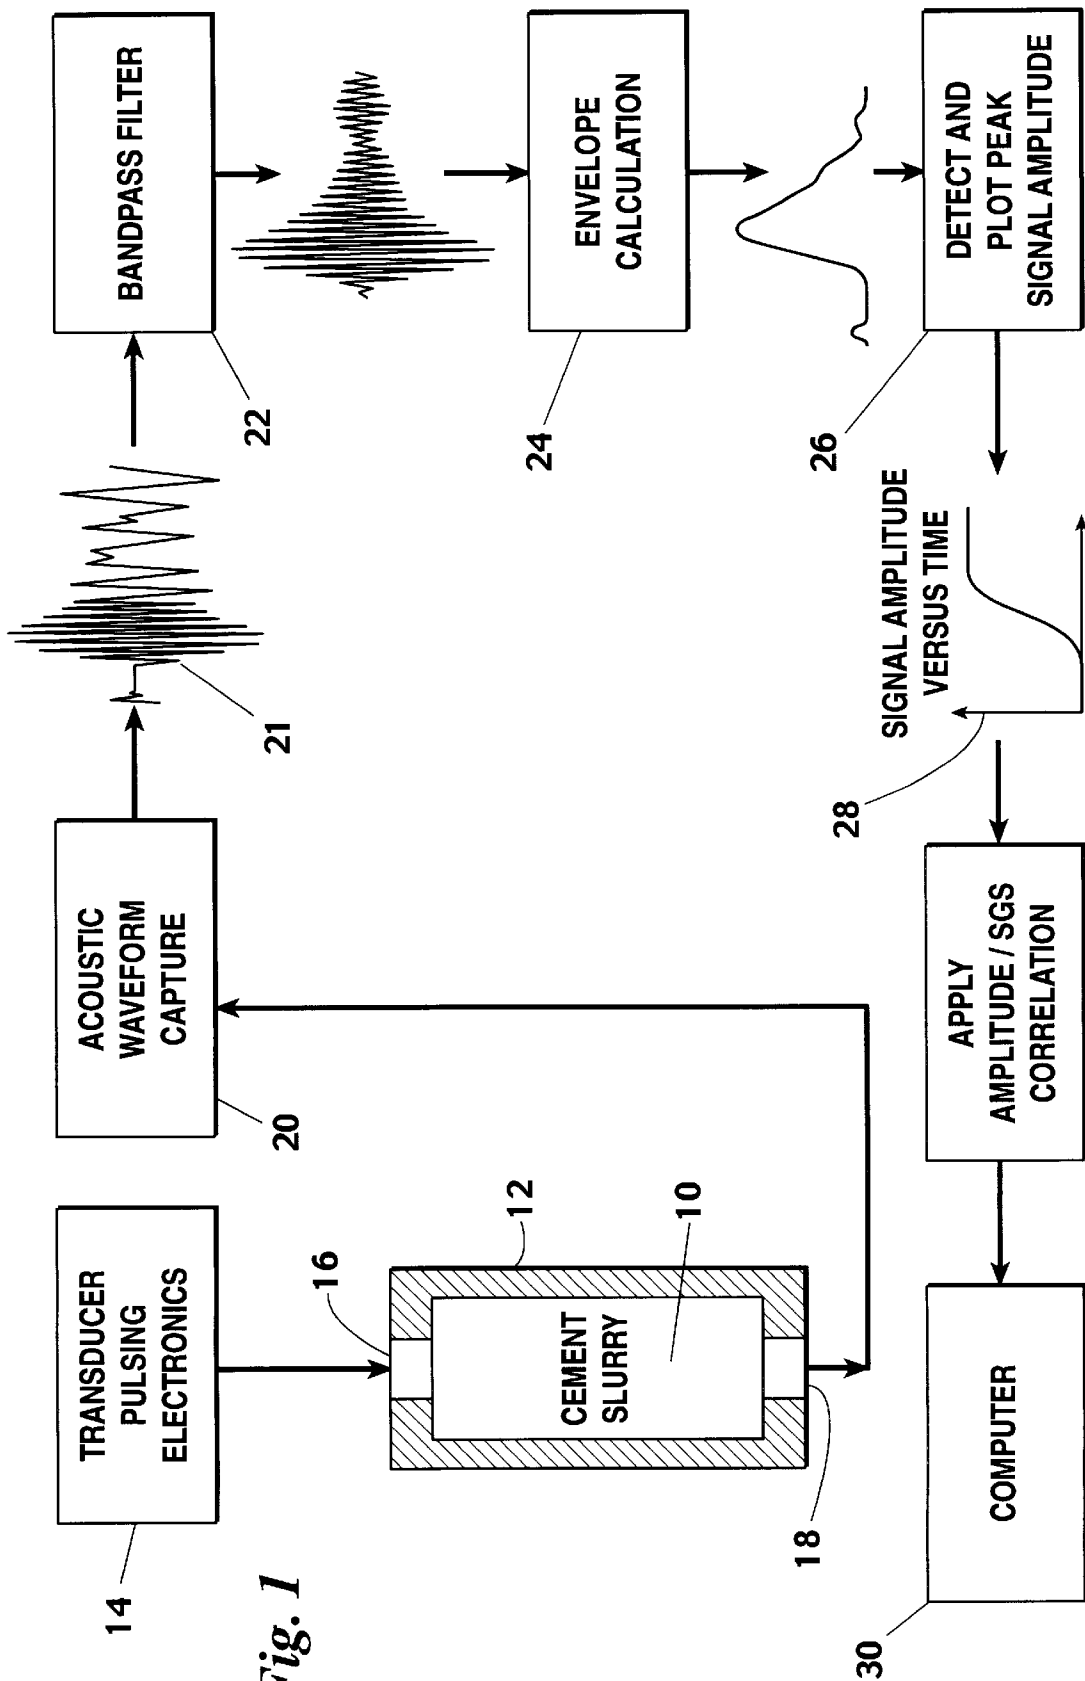 TRANSDUCER
PULSING
ELECTRONICS
14
ACOUSTIC
WAVEFORM
CAPTURE
20
21
BANDPASS FILTER
22
16
12
CEMENT
SLURRY
10
18
ENVELOPE
CALCULATION
24
DETECT AND
PLOT PEAK
SIGNAL AMPLITUDE
26
SIGNAL AMPLITUDE
VERSUS TIME
28
APPLY
AMPLITUDE / SGS
CORRELATION
COMPUTER
30
Fig. 1